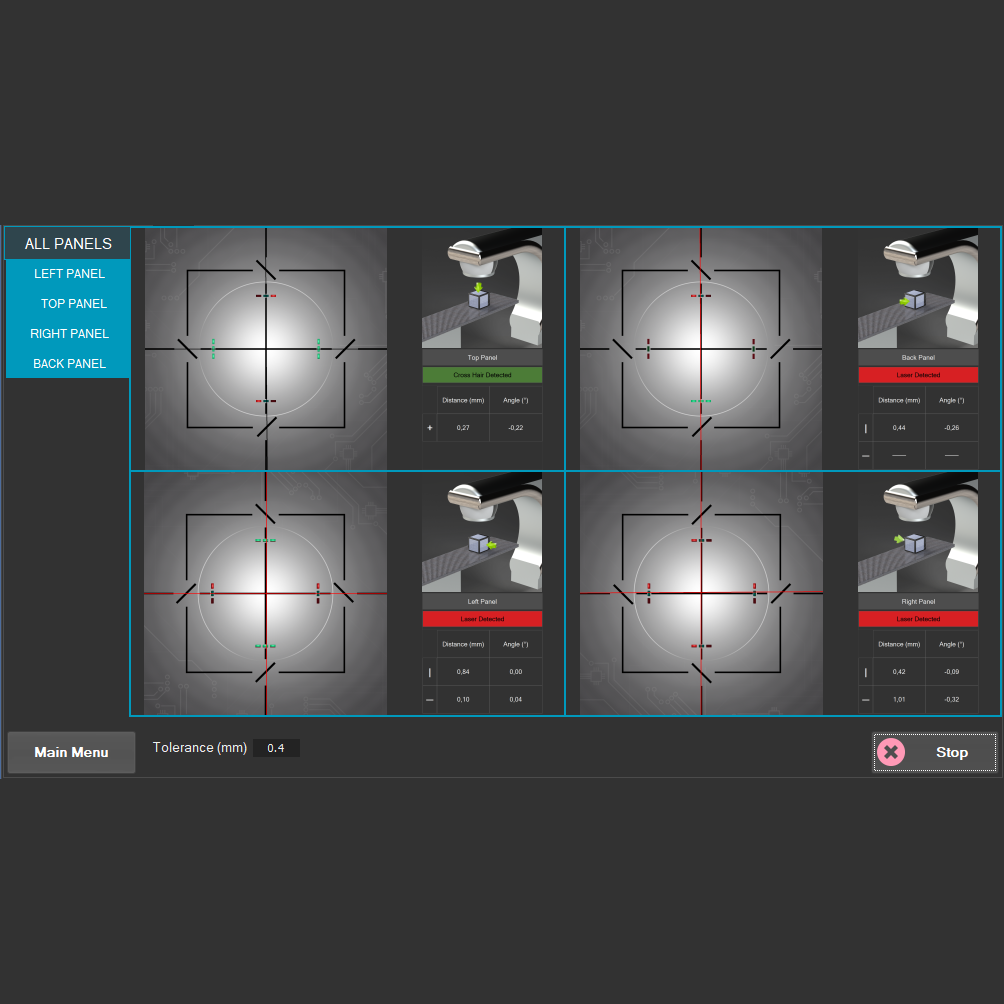 ALL PANELS
LEFT PANEL
TOP PANEL
RIGHT PANEL
BACK PANEL
Top Panel
Cross Hair Detected
Distance (mm) Angle (°)
+ 0,27 -0,22
Back Panel
Laser Detected
Distance (mm) Angle (°)
| 0,44 -0,26
— — —
Left Panel
Laser Detected
Distance (mm) Angle (°)
| 0,84 0,00
— 0,10 0,04
Right Panel
Laser Detected
Distance (mm) Angle (°)
| 0,42 -0,09
— 1,01 -0,32
Main Menu
Tolerance (mm) 0.4
Stop